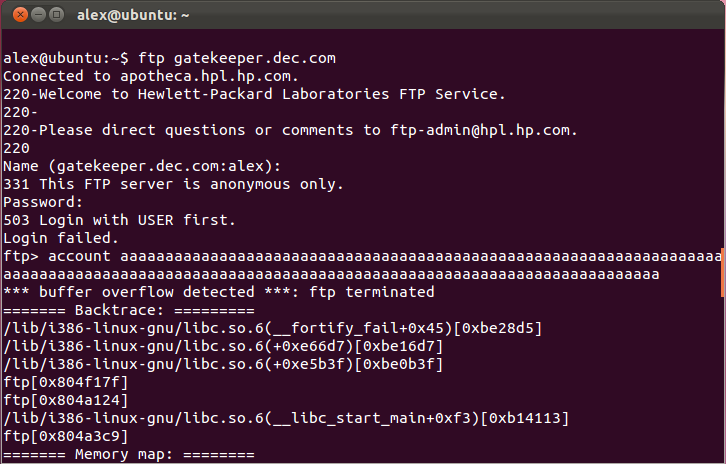 alex@ubuntu: ~
alex@ubuntu:~$ ftp gatekeeper.dec.com
Connected to apotheca.hpl.hp.com.
220-Welcome to Hewlett-Packard Laboratories FTP Service.
220-
220-Please direct questions or comments to ftp-admin@hpl.hp.com.
220
Name (gatekeeper.dec.com:alex):
331 This FTP server is anonymous only.
Password:
503 Login with USER first.
Login failed.
ftp> account aaaaaaaaaaaaaaaaaaaaaaaaaaaaaaaaaaaaaaaaaaaaaaaaaaaaaaaaaaaaaaaaaaa
aaaaaaaaaaaaaaaaaaaaaaaaaaaaaaaaaaaaaaaaaaaaaaaaaaaaaaaaaaaaaaaaaaaaaaaaa
*** buffer overflow detected ***: ftp terminated
======= Backtrace: =========
/lib/i386-linux-gnu/libc.so.6(__fortify_fail+0x45)[0xbe28d5]
/lib/i386-linux-gnu/libc.so.6(+0xe66d7)[0xbe16d7]
/lib/i386-linux-gnu/libc.so.6(+0xe5b3f)[0xbe0b3f]
ftp[0x804f17f]
ftp[0x804a124]
/lib/i386-linux-gnu/libc.so.6(__libc_start_main+0xf3)[0xb14113]
ftp[0x804a3c9]
======= Memory map: ========